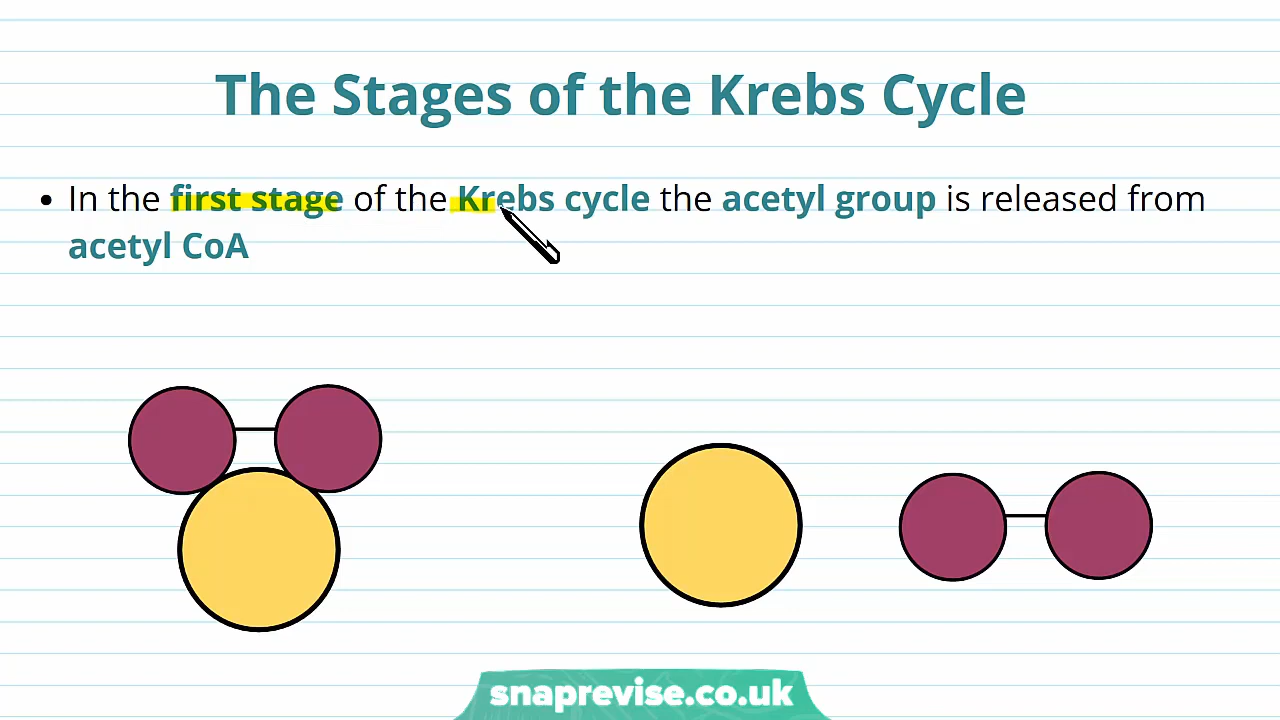 The Stages of the Krebs Cycle
• In the first stage of the Krebs cycle the acetyl group is released from
acetyl CoA
snaprevise.co.uk